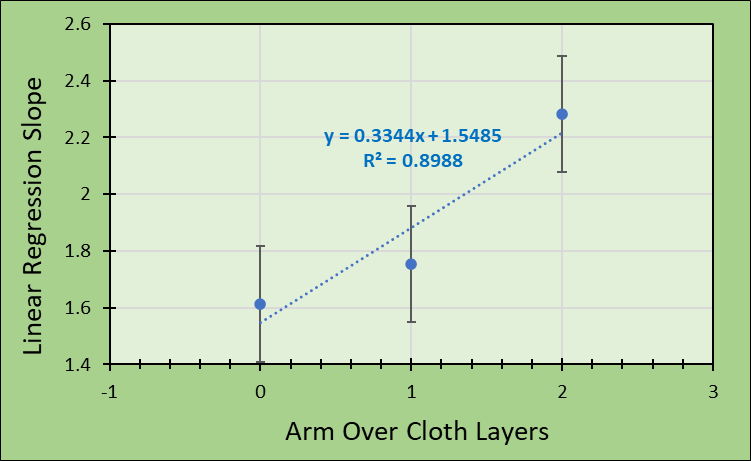 2.6
2.4
2.2
2
1.8
1.6
1.4
Linear Regression Slope
y = 0.3344x + 1.5485
R² = 0.8988
-1 0 1 2 3
Arm Over Cloth Layers